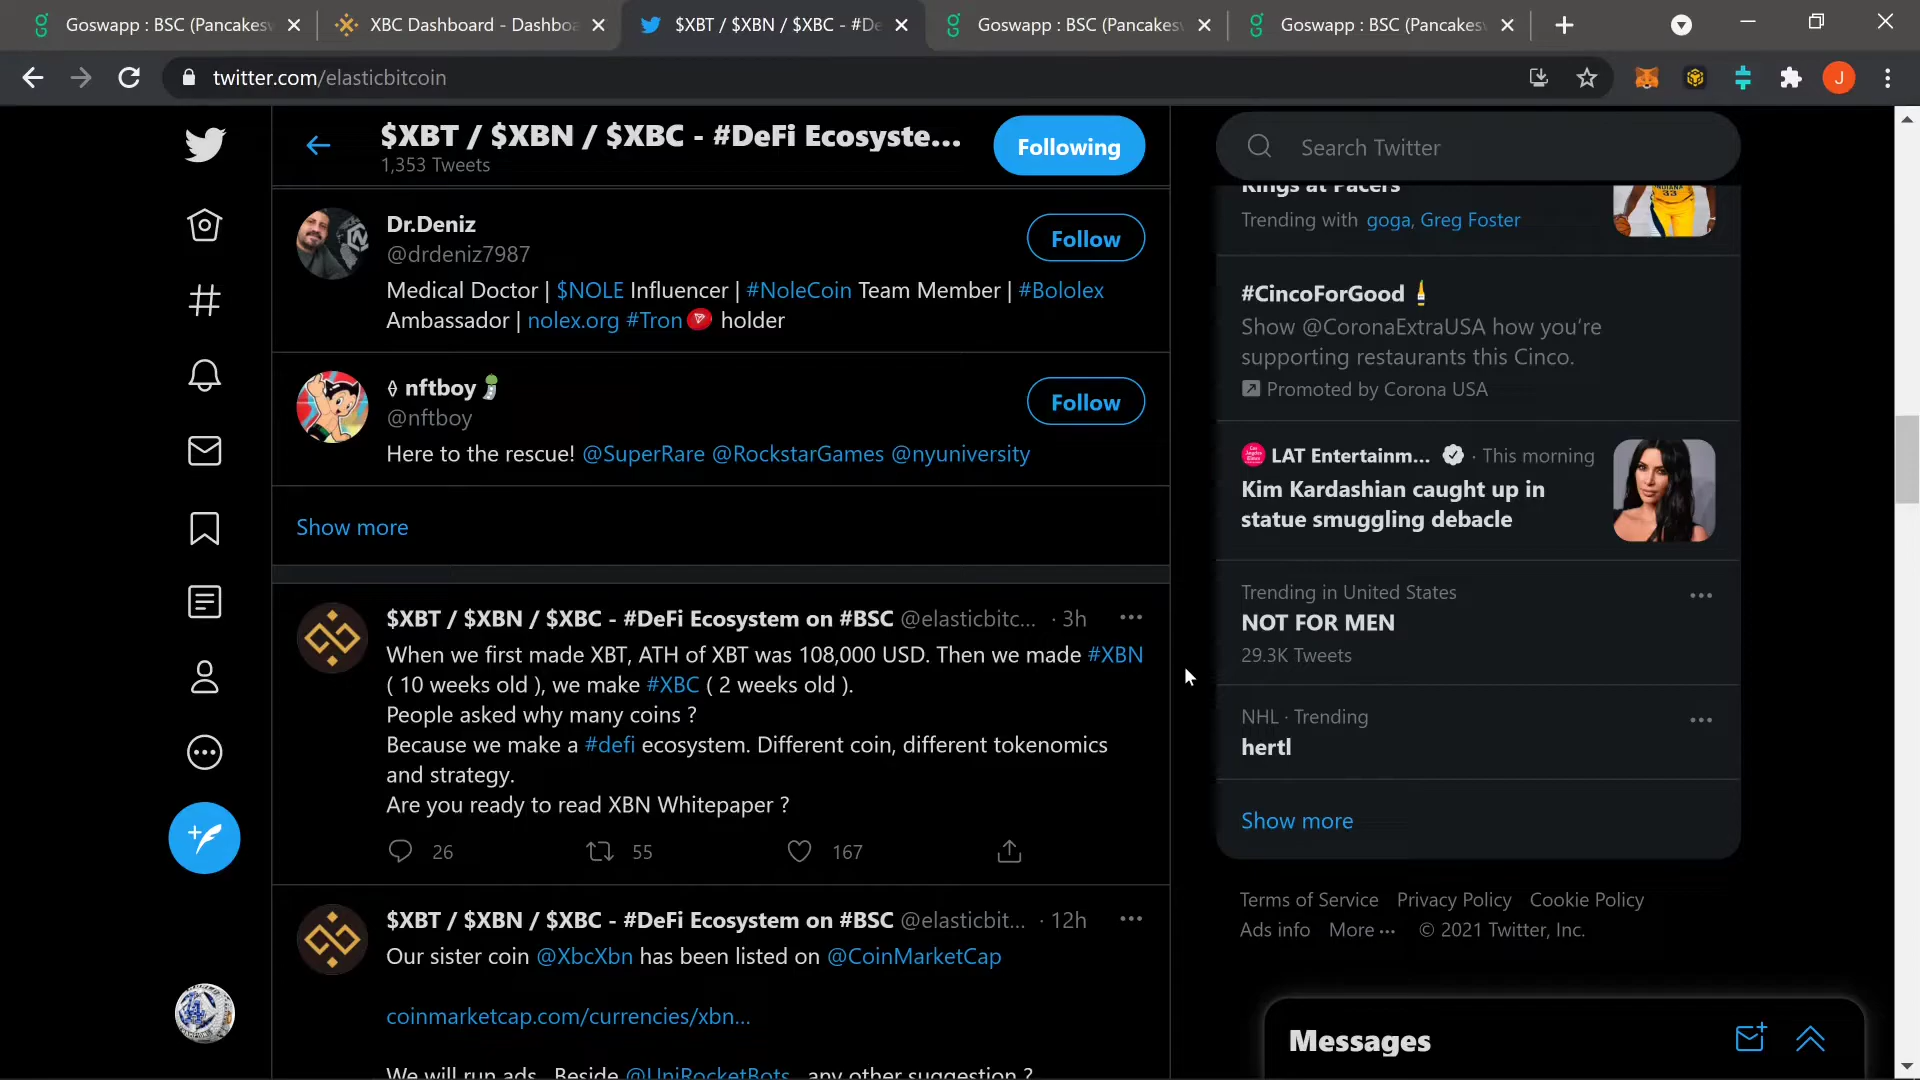 Goswapp : BSC (Pancakesw
XBC Dashboard - Dashboa
$XBT / $XBN / $XBC - #De
Goswapp : BSC (Pancakesw
Goswapp : BSC (Pancakesw
twitter.com/elasticbitcoin
J
$XBT / $XBN / $XBC - #DeFi Ecosyste...
1,353 Tweets
Following
Dr.Deniz
@drdeniz7987
Follow
Medical Doctor | $NOLE Influencer | #NoleCoin Team Member | #Bololex
Ambassador | nolex.org #Tron holder
nftboy
@nftboy
Follow
Here to the rescue! @SuperRare @RockstarGames @nyuniversity
Show more
$XBT / $XBN / $XBC - #DeFi Ecosystem on #BSC @elasticbitc... · 3h
When we first made XBT, ATH of XBT was 108,000 USD. Then we made #XBN
( 10 weeks old ), we make #XBC ( 2 weeks old ).
People asked why many coins ?
Because we make a #defi ecosystem. Different coin, different tokenomics
and strategy.
Are you ready to read XBN Whitepaper ?
26 55 167
$XBT / $XBN / $XBC - #DeFi Ecosystem on #BSC @elasticbit... · 12h
Our sister coin @XbcXbn has been listed on @CoinMarketCap
coinmarketcap.com/currencies/xbn...
We will run ads . Beside @UniRocketBots , any other suggestion ?
Search Twitter
Kings at Pacers
Trending with goga, Greg Foster
33
#CincoForGood
Show @CoronaExtraUSA how you're
supporting restaurants this Cinco.
Promoted by Corona USA
LAT Entertainm... · This morning
Kim Kardashian caught up in
statue smuggling debacle
Trending in United States
NOT FOR MEN
29.3K Tweets
NHL · Trending
hertl
Show more
Terms of Service Privacy Policy Cookie Policy
Ads info More ··· © 2021 Twitter, Inc.
Messages